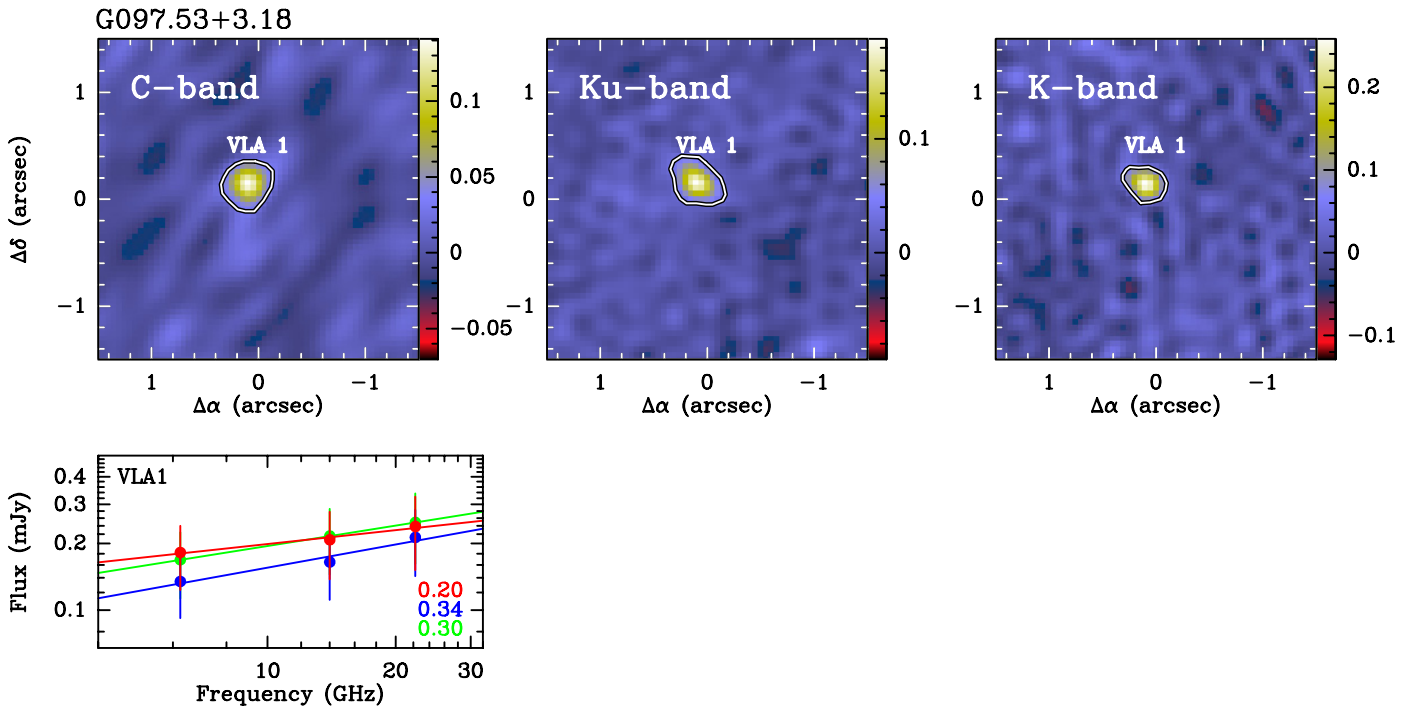 G097.53+3.18
C-band
VLA 1
1
0
-1
Δδ (arcsec)
1
0
-1
Δα (arcsec)
0.1
0.05
0
-0.05
Ku-band
VLA 1
1
0
-1
1
0
-1
Δα (arcsec)
0.1
0
K-band
VLA 1
1
0
-1
1
0
-1
Δα (arcsec)
0.2
0.1
0
-0.1
VLA1
0.4
0.3
0.2
0.1
Flux (mJy)
0.20
0.34
0.30
10
20
30
Frequency (GHz)